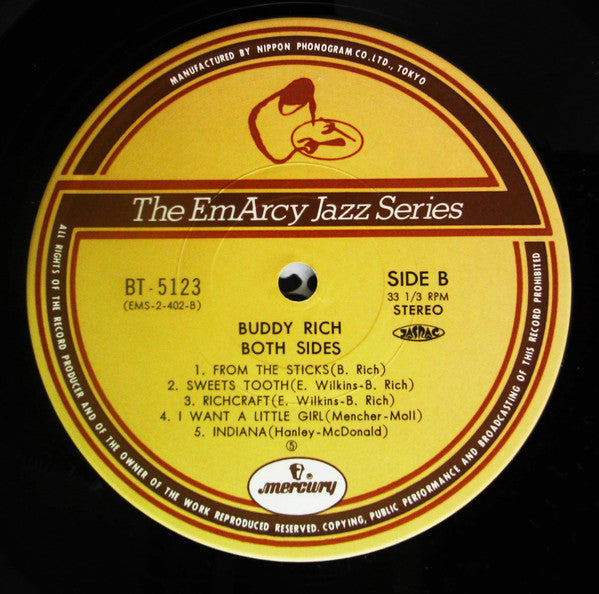 MANUFACTURED BY NIPPON PHONOGRAM CO.LTD., TOKYO
The EmArcy Jazz Series
BT-5123
(EMS-2-402-B)
SIDE B
33 1/3 RPM
STEREO
JASRAC
BUDDY RICH
BOTH SIDES
1. FROM THE STICKS(B. Rich)
2. SWEETS TOOTH(E. Wilkins-B. Rich)
3. RICHCRAFT(E. Wilkins-B. Rich)
4. I WANT A LITTLE GIRL(Mencher-Moll)
5. INDIANA(Hanley-McDonald)
⑤
mercury®
ALL RIGHTS OF THE RECORD PRODUCER AND OF THE OWNER OF THE WORK REPRODUCED RESERVED. COPYING, PUBLIC PERFORMANCE AND BROADCASTING OF THIS RECORD PROHIBITED